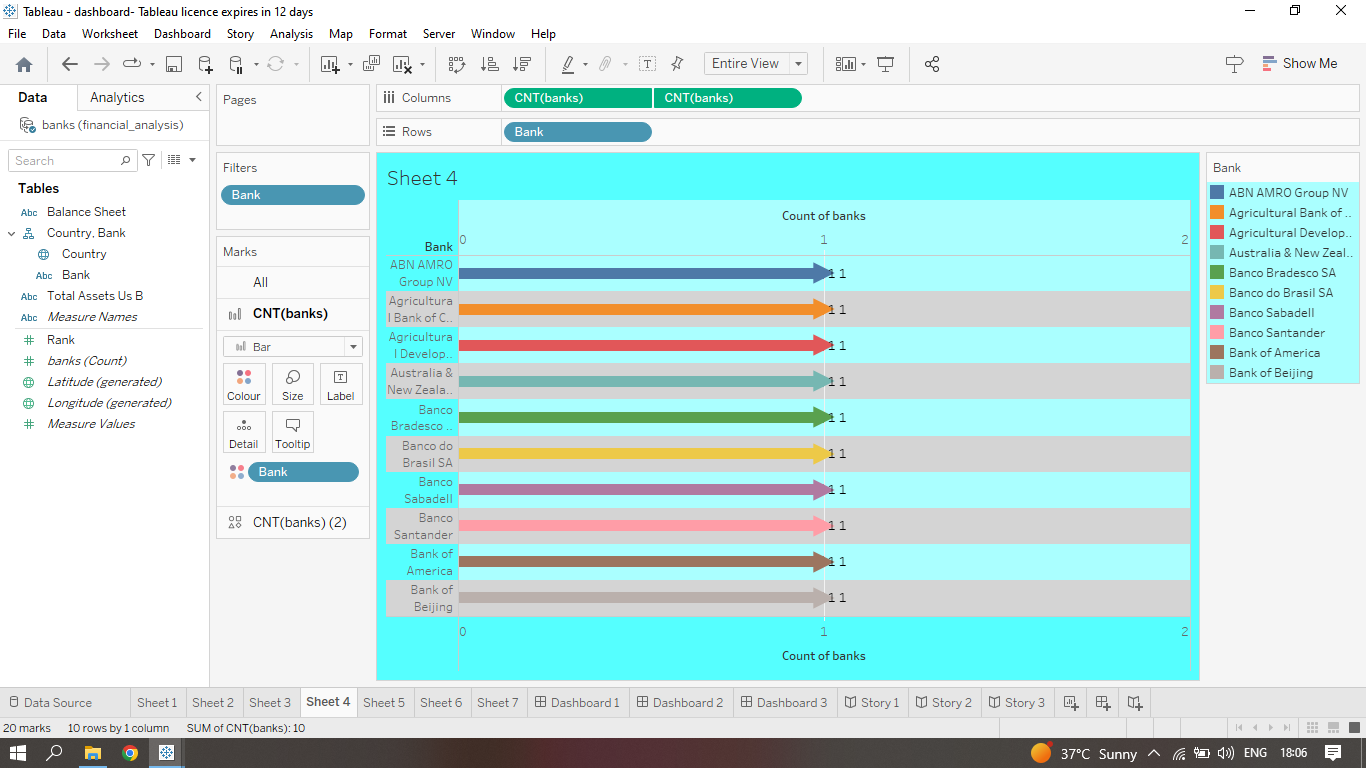 Tableau - dashboard- Tableau licence expires in 12 days
File Data Worksheet Dashboard Story Analysis Map Format Server Window Help
Entire View
Show Me
Data Analytics
banks (financial_analysis)
Search
Tables
Abc Balance Sheet
Country, Bank
Country
Abc Bank
Abc Total Assets Us B
Abc Measure Names
Rank
banks (Count)
Latitude (generated)
Longitude (generated)
Measure Values
Pages
Filters
Bank
Marks
All
CNT(banks)
Bar
Colour Size Label
Detail Tooltip
Bank
CNT(banks) (2)
Columns CNT(banks) CNT(banks)
Rows Bank
Sheet 4
Count of banks
Bank 0 1 2
ABN AMRO
Group NV
1 1
Agricultura
l Bank of C..
1 1
Agricultura
l Develop..
1 1
Australia &
New Zeala..
1 1
Banco
Bradesco ..
1 1
Banco do
Brasil SA
1 1
Banco
Sabadell
1 1
Banco
Santander
1 1
Bank of
America
1 1
Bank of
Beijing
1 1
0 1 2
Count of banks
Bank
ABN AMRO Group NV
Agricultural Bank of ..
Agricultural Develop..
Australia & New Zeal..
Banco Bradesco SA
Banco do Brasil SA
Banco Sabadell
Banco Santander
Bank of America
Bank of Beijing
Data Source Sheet 1 Sheet 2 Sheet 3 Sheet 4 Sheet 5 Sheet 6 Sheet 7 Dashboard 1 Dashboard 2 Dashboard 3 Story 1 Story 2 Story 3
20 marks 10 rows by 1 column SUM of CNT(banks): 10
37°C Sunny ENG 18:06